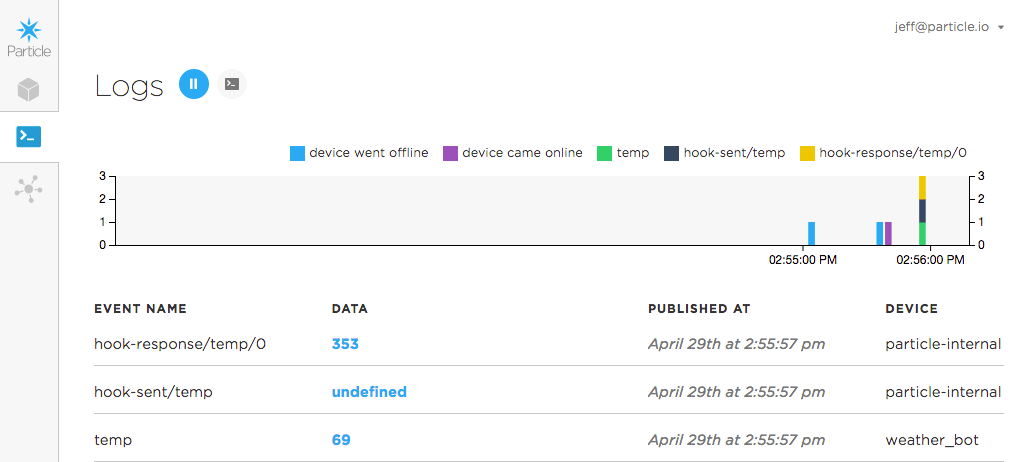 Particle
jeff@particle.io
Logs
device went offline device came online temp hook-sent/temp hook-response/temp/0
3 3
2 2
1 1
0 0
02:55:00 PM 02:56:00 PM
EVENT NAME DATA PUBLISHED AT DEVICE
hook-response/temp/0 353 April 29th at 2:55:57 pm particle-internal
hook-sent/temp undefined April 29th at 2:55:57 pm particle-internal
temp 69 April 29th at 2:55:57 pm weather_bot